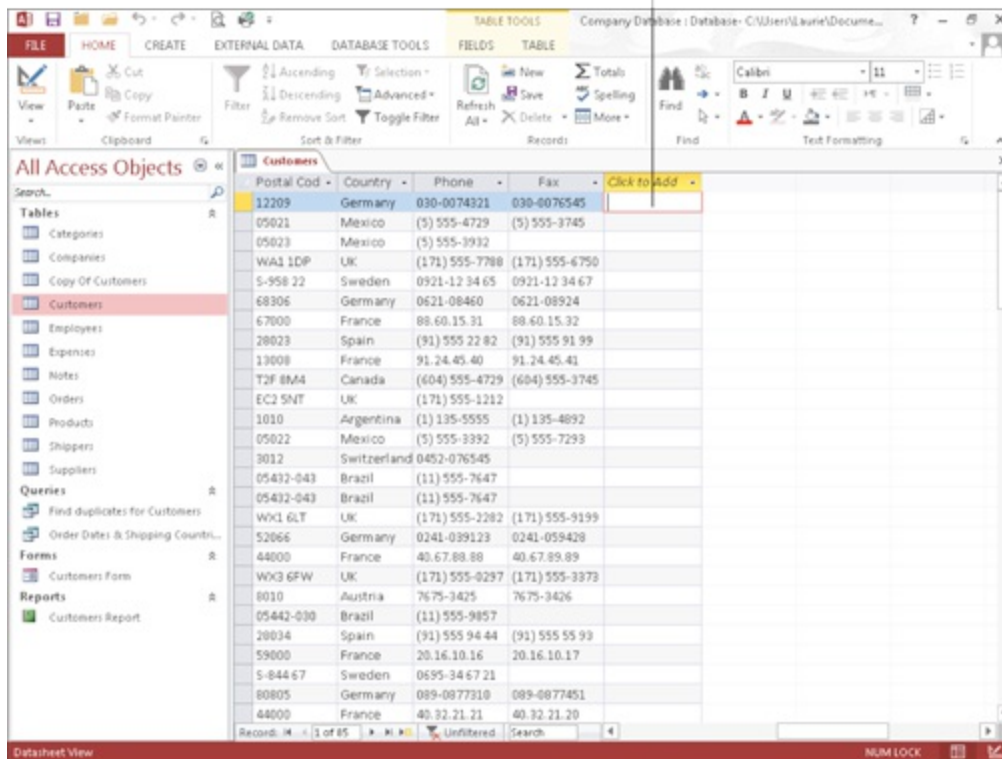 TABLE TOOLS Company Database : Database- C:\Users\Laurie\Docume... ?
FILE HOME CREATE EXTERNAL DATA DATABASE TOOLS FIELDS TABLE
View
Views
Paste
Cut
Copy
Format Painter
Clipboard
Filter
Ascending
Descending
Remove Sort
Selection
Advanced
Toggle Filter
Sort & Filter
Refresh All
New
Save
Delete
Totals
Spelling
More
Records
Find
Find
Calibri 11
B I U
A
Text Formatting
All Access Objects
Search...
Tables
Categories
Companies
Copy Of Customers
Customers
Employees
Expenses
Notes
Orders
Products
Shippers
Suppliers
Queries
Find duplicates for Customers
Order Dates & Shipping Countri...
Forms
Customers Form
Reports
Customers Report
Customers
Postal Cod Country Phone Fax Click to Add
12209 Germany 030-0074321 030-0076545
05021 Mexico (5) 555-4729 (5) 555-3745
05023 Mexico (5) 555-3932
WA1 1DP UK (171) 555-7788 (171) 555-6750
S-958 22 Sweden 0921-12 34 65 0921-12 34 67
68306 Germany 0621-08460 0621-08924
67000 France 88.60.15.31 88.60.15.32
28023 Spain (91) 555 22 82 (91) 555 91 99
13008 France 91.24.45.40 91.24.45.41
T2F 8M4 Canada (604) 555-4729 (604) 555-3745
EC2 5NT UK (171) 555-1212
1010 Argentina (1) 135-5555 (1) 135-4892
05022 Mexico (5) 555-3392 (5) 555-7293
3012 Switzerland 0452-076545
05432-043 Brazil (11) 555-7647
05432-043 Brazil (11) 555-7647
WX1 6LT UK (171) 555-2282 (171) 555-9199
52066 Germany 0241-039123 0241-059428
44000 France 40.67.88.88 40.67.89.89
WX3 6FW UK (171) 555-0297 (171) 555-3373
8010 Austria 7675-3425 7675-3426
05442-030 Brazil (11) 555-9857
28034 Spain (91) 555 94 44 (91) 555 55 93
59000 France 20.16.10.16 20.16.10.17
S-844 67 Sweden 0695-34 67 21
80805 Germany 089-0877310 089-0877451
44000 France 40.32.21.21 40.32.21.20
Record: 1 of 85 Unfiltered Search
Datasheet View NUM LOCK